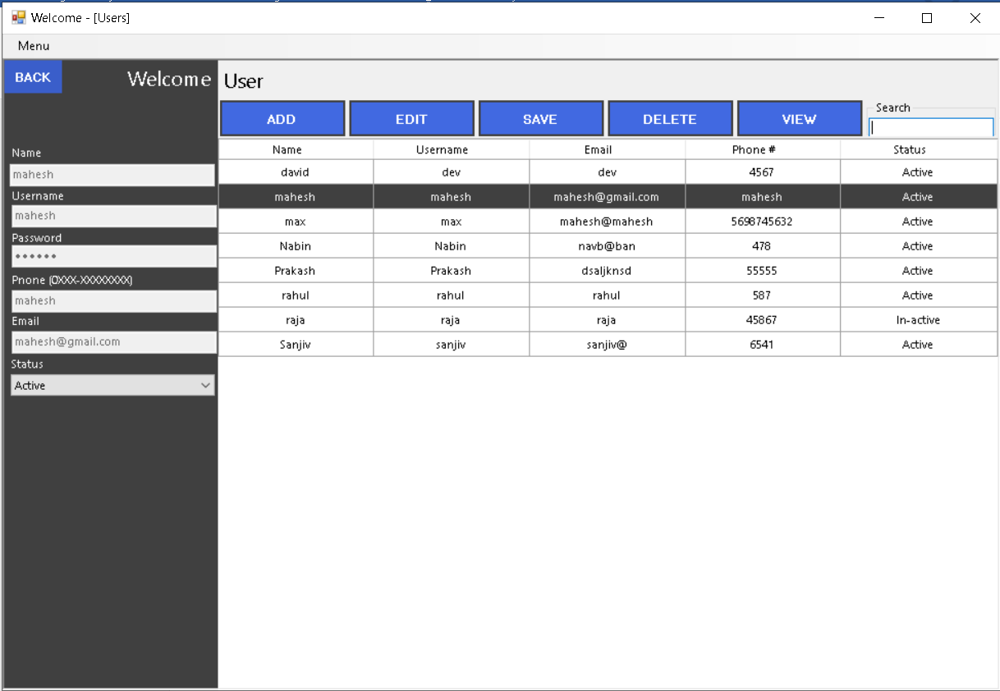 Welcome - [Users]
Menu
BACK
Welcome
User
ADD EDIT SAVE DELETE VIEW
Search
Name
mahesh
Username
mahesh
Password
••••••
Pnone (0XXX-XXXXXXXX)
mahesh
Email
mahesh@gmail.com
Status
Active
Name Username Email Phone # Status
david dev dev 4567 Active
mahesh mahesh mahesh@gmail.com mahesh Active
max max mahesh@mahesh 5698745632 Active
Nabin Nabin navb@ban 478 Active
Prakash Prakash dsaljknsd 55555 Active
rahul rahul rahul 587 Active
raja raja raja 45867 In-active
Sanjiv sanjiv sanjiv@ 6541 Active